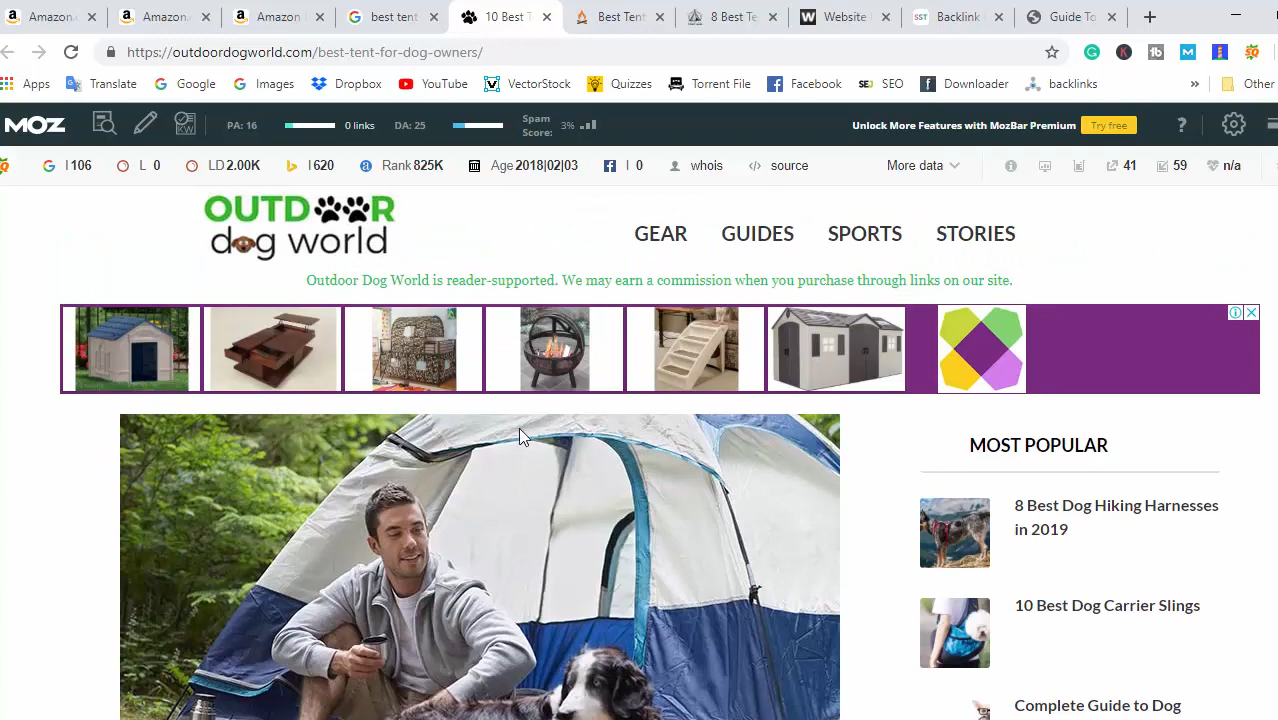 Amazon. Amazon. Amazon best tent 10 Best T Best Tent 8 Best Te Website Backlink Guide To
https://outdoordogworld.com/best-tent-for-dog-owners/
Apps Translate Google Images Dropbox YouTube VectorStock Quizzes Torrent File Facebook SEO Downloader backlinks » Other
MOZ PA: 16 0 links DA: 25 Spam Score: 3% Unlock More Features with MozBar Premium Try free ?
I 106 L 0 LD 2.00K I 620 Rank 825K Age 2018|02|03 I 0 whois source More data 41 59 n/a
OUTDOOR
dog world
GEAR GUIDES SPORTS STORIES
Outdoor Dog World is reader-supported. We may earn a commission when you purchase through links on our site.
MOST POPULAR
8 Best Dog Hiking Harnesses
in 2019
10 Best Dog Carrier Slings
Complete Guide to Dog